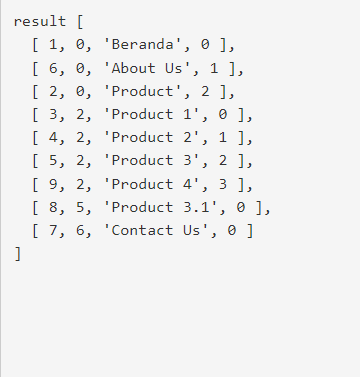 result [
  [ 1, 0, 'Beranda', 0 ],
  [ 6, 0, 'About Us', 1 ],
  [ 2, 0, 'Product', 2 ],
  [ 3, 2, 'Product 1', 0 ],
  [ 4, 2, 'Product 2', 1 ],
  [ 5, 2, 'Product 3', 2 ],
  [ 9, 2, 'Product 4', 3 ],
  [ 8, 5, 'Product 3.1', 0 ],
  [ 7, 6, 'Contact Us', 0 ]
]